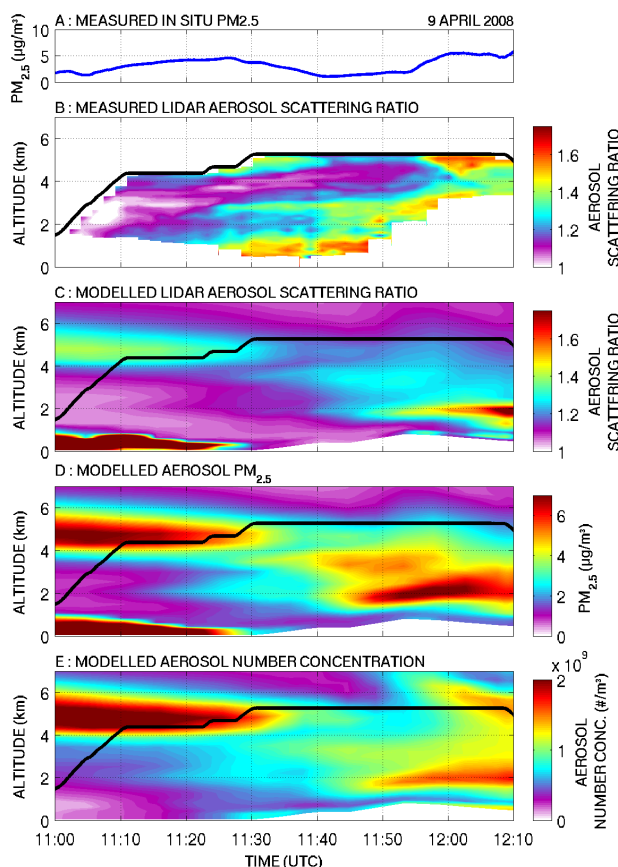 A : MEASURED IN SITU PM2.5 9 APRIL 2008
PM2.5 (µg/m³)
10
5
0
B : MEASURED LIDAR AEROSOL SCATTERING RATIO
ALTITUDE (km)
6
4
2
0
1.6
1.4
1.2
1
AEROSOL
SCATTERING RATIO
C : MODELLED LIDAR AEROSOL SCATTERING RATIO
ALTITUDE (km)
6
4
2
0
1.6
1.4
1.2
1
AEROSOL
SCATTERING RATIO
D : MODELLED AEROSOL PM2.5
ALTITUDE (km)
6
4
2
0
6
4
2
0
PM2.5 (µg/m³)
E : MODELLED AEROSOL NUMBER CONCENTRATION
ALTITUDE (km)
6
4
2
0
x 10^9
2
1
0
AEROSOL
NUMBER CONC. (#/m³)
11:00 11:10 11:20 11:30 11:40 11:50 12:00 12:10
TIME (UTC)